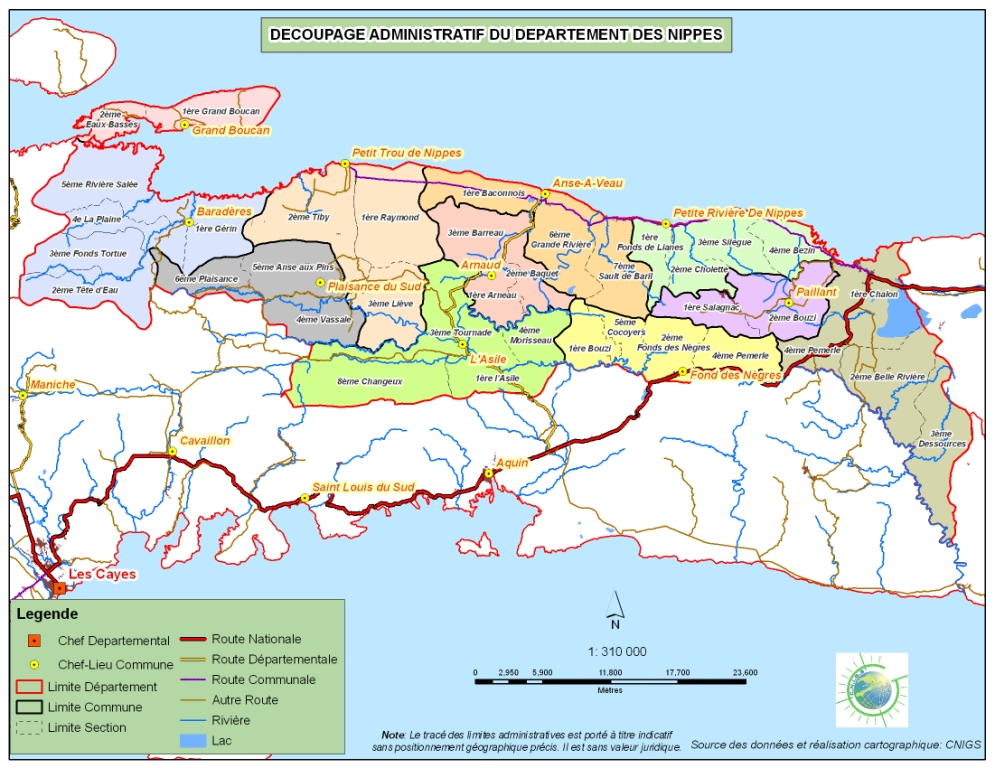 DECOUPAGE ADMINISTRATIF DU DEPARTEMENT DES NIPPES
2ème
Eaux-Basses
1ère Grand Boucan
Grand Boucan
Petit Trou de Nippes
5ème Rivière Salée
4e La Plaine
3ème Fonds Tortue
2ème Tête d'Eau
Baradères
1ère Gérin
2ème Tiby
1ère Raymond
1ère Baconnois
Anse-A-Veau
Petite Rivière De Nippes
3ème Barreau
6ème
Grande Rivière
1ère
Fonds de Lianes
3ème Silegue
4ème Bezin
6ème Plaisance
5ème Anse aux Pins
Plaisance du Sud
Arnaud
2ème Baquet
7ème
Sault de Baril
2ème Cholette
Paillant
1ère Chalon
3ème Liève
1ère Arneau
1ère Salagnac
2ème Bouzi
4ème Vassale
3ème Tournade
4ème
Morisseau
5ème
Cocoyers
1ère Bouzi
2ème
Fonds des Nègres
4ème Pemerle
4ème Pemerle
L'Asile
8ème Changeux
1ère l'Asile
Fond des Nègres
2ème Belle Rivière
Maniche
Cavaillon
3ème
Dessources
Aquin
Saint Louis du Sud
Les Cayes
Legende
Chef Departemental
Chef-Lieu Commune
Limite Département
Limite Commune
Limite Section
Route Nationale
Route Départementale
Route Communale
Autre Route
Rivière
Lac
N
1: 310 000
0 2,950 5,900 11,800 17,700 23,600
Mètres
Note: Le tracé des limites administratives est porté à titre indicatif
sans positionnement géographique précis. Il est sans valeur juridique.
Source des données et réalisation cartographique: CNIGS